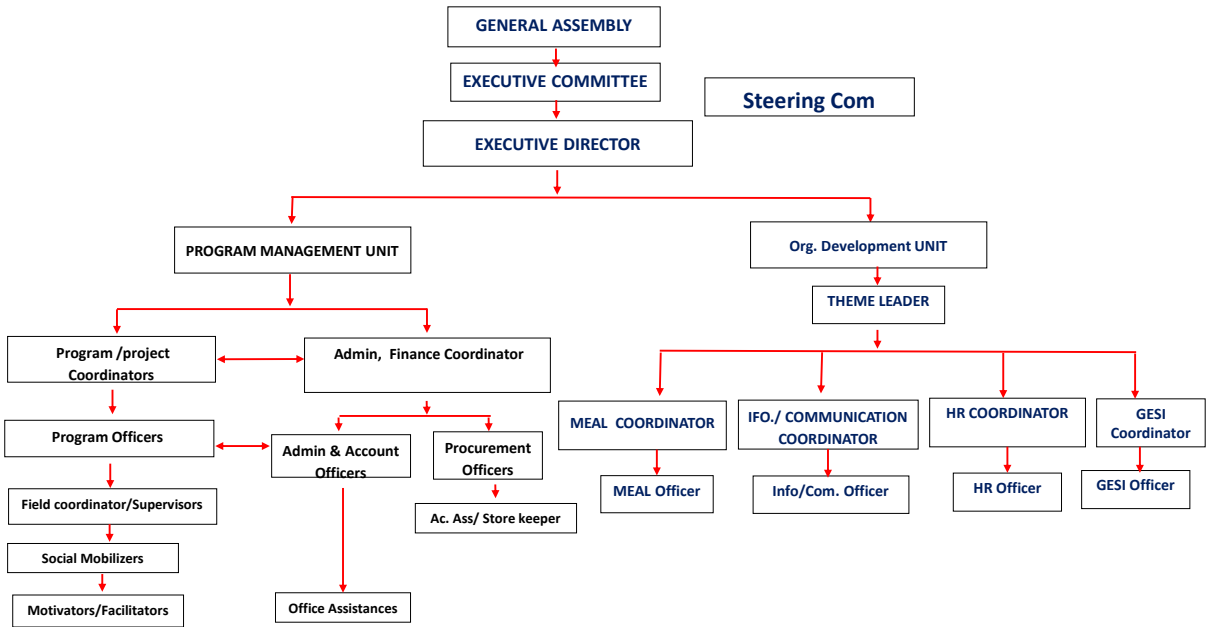 GENERAL ASSEMBLY
EXECUTIVE COMMITTEE
Steering Com
EXECUTIVE DIRECTOR
PROGRAM MANAGEMENT UNIT
Org. Development UNIT
THEME LEADER
Program /project
Coordinators
Admin, Finance Coordinator
MEAL COORDINATOR
IFO./ COMMUNICATION
COORDINATOR
HR COORDINATOR
GESI
Coordinator
Program Officers
Admin & Account
Officers
Procurement
Officers
MEAL Officer
Info/Com. Officer
HR Officer
GESI Officer
Field coordinator/Supervisors
Ac. Ass/ Store keeper
Social Mobilizers
Motivators/Facilitators
Office Assistances